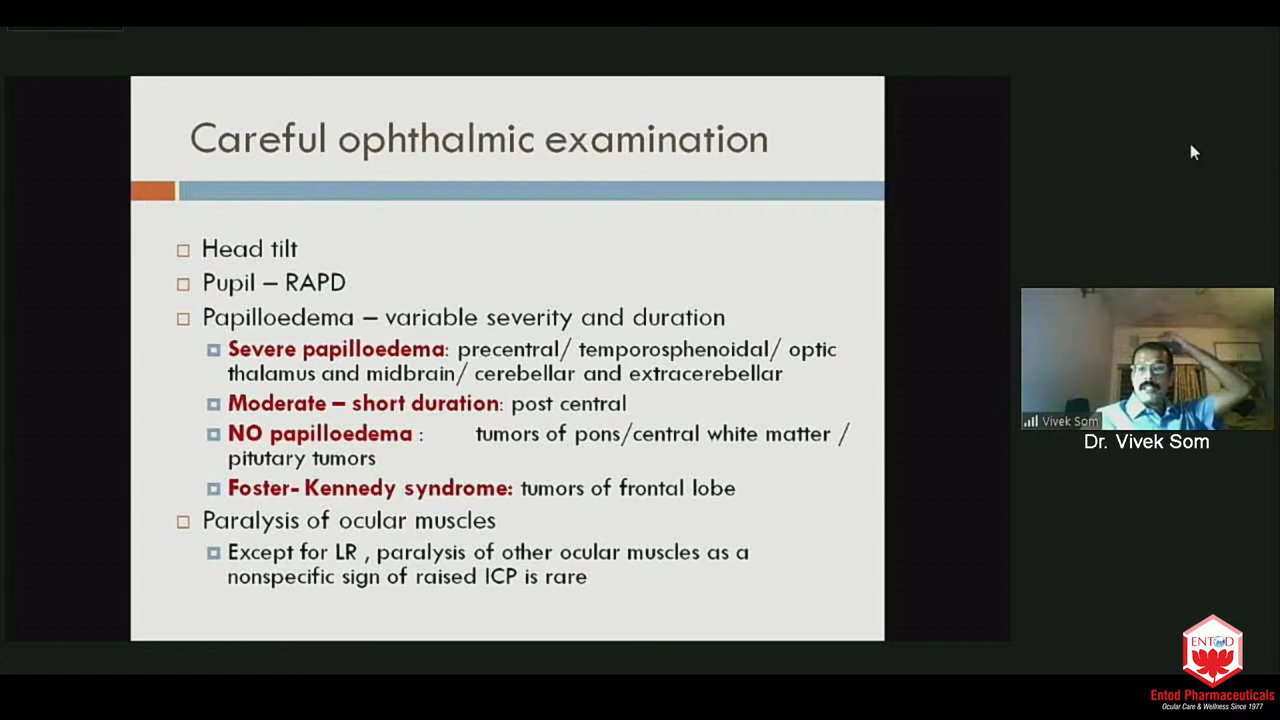 Careful ophthalmic examination
Head tilt
Pupil – RAPD
Papilloedema – variable severity and duration
Severe papilloedema: precentral/ temporosphenoidal/ optic
thalamus and midbrain/ cerebellar and extracerebellar
Moderate – short duration: post central
NO papilloedema : tumors of pons/central white matter /
pitutary tumors
Foster- Kennedy syndrome: tumors of frontal lobe
Paralysis of ocular muscles
Except for LR , paralysis of other ocular muscles as a
nonspecific sign of raised ICP is rare
Vivek Som
Dr. Vivek Som
ENTOD
Entod Pharmaceuticals
Ocular Care & Wellness Since 1977